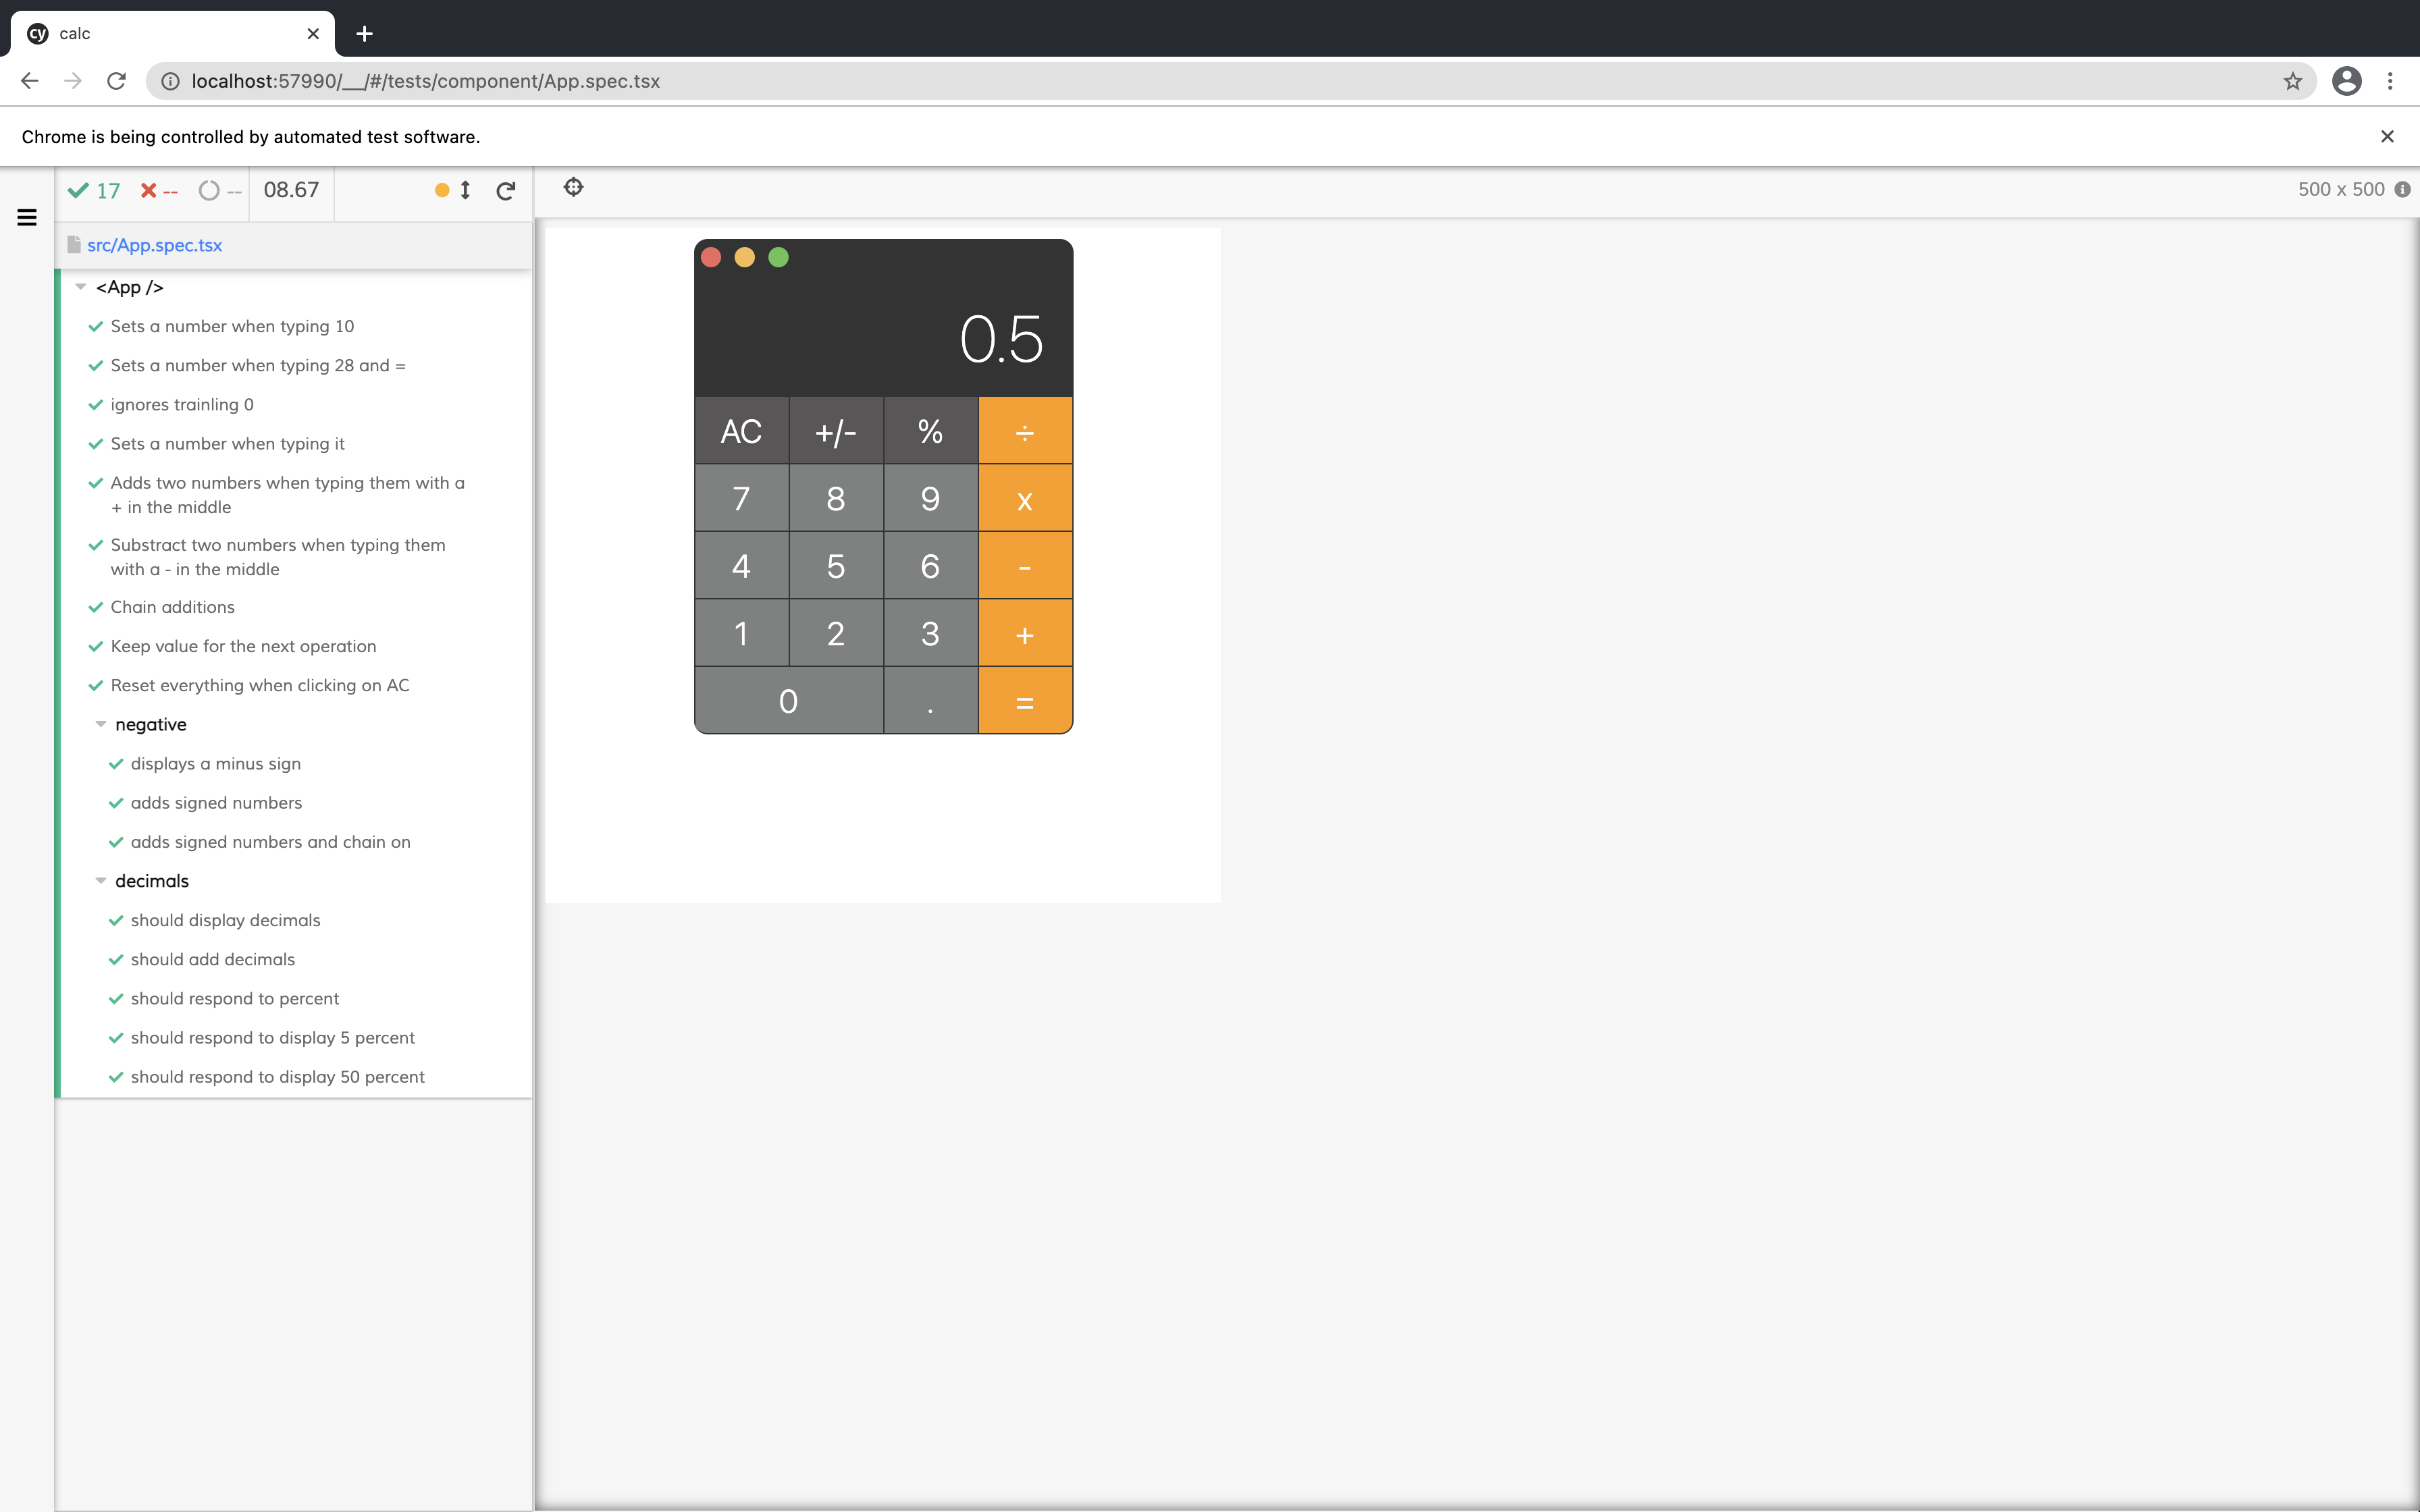 cy calc
localhost:57990/__/#/tests/component/App.spec.tsx
Chrome is being controlled by automated test software.
17 -- -- 08.67
500 x 500
src/App.spec.tsx
<App />
Sets a number when typing 10
Sets a number when typing 28 and =
ignores trainling 0
Sets a number when typing it
Adds two numbers when typing them with a
+ in the middle
Substract two numbers when typing them
with a - in the middle
Chain additions
Keep value for the next operation
Reset everything when clicking on AC
negative
displays a minus sign
adds signed numbers
adds signed numbers and chain on
decimals
should display decimals
should add decimals
should respond to percent
should respond to display 5 percent
should respond to display 50 percent
0.5
AC +/- % ÷
7 8 9 x
4 5 6 -
1 2 3 +
0 . =